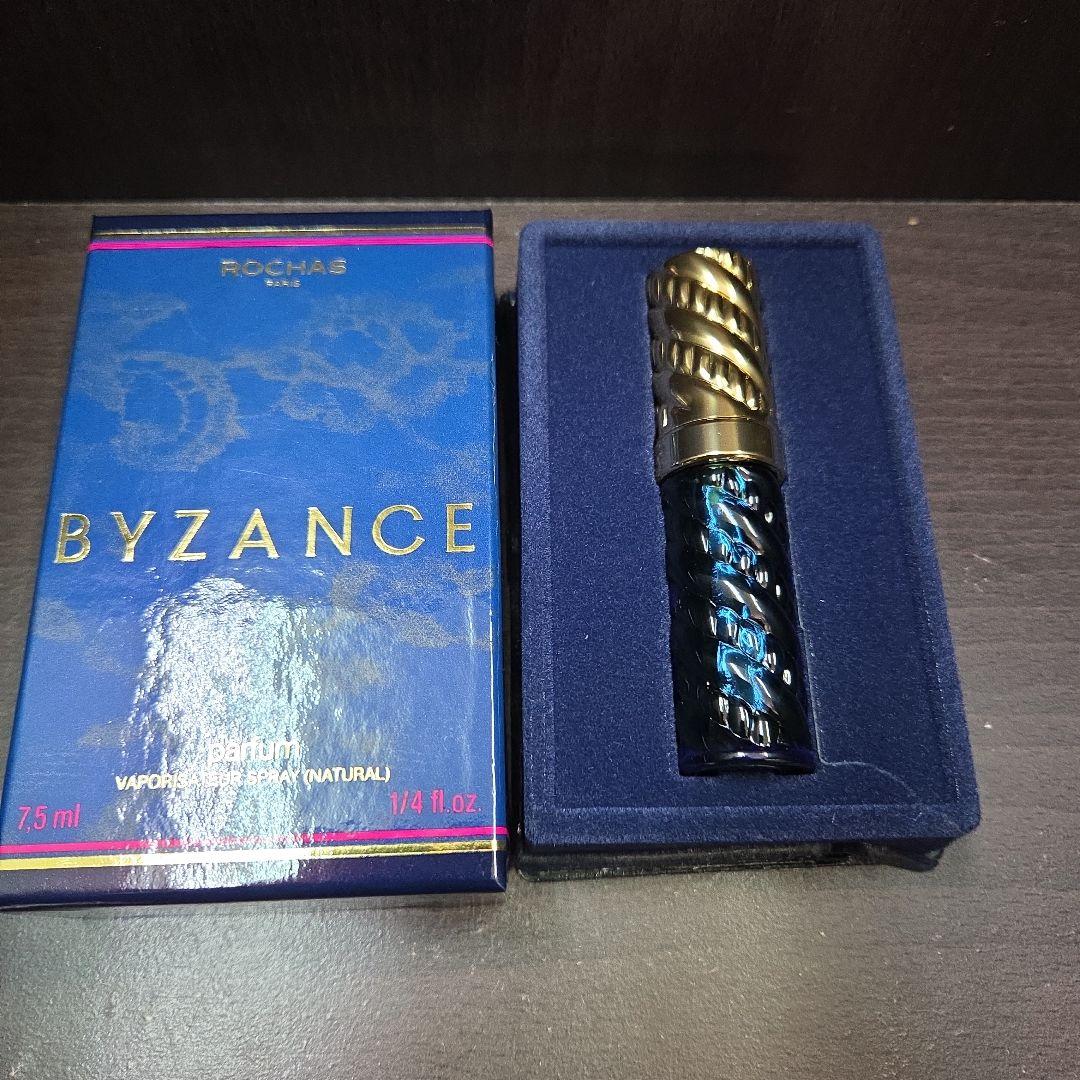 ROCHAS
PARIS
BYZANCE
parfum
VAPORISATEUR SPRAY (NATURAL)
7,5 ml 1/4 fl.oz.